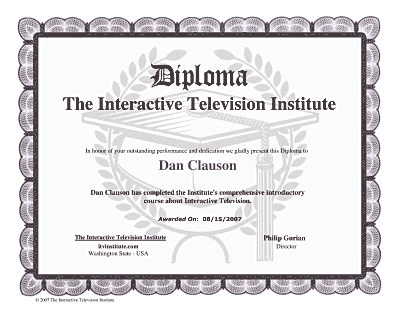 Diploma
The Interactive Television Institute
In honor of your outstanding performance and dedication we gladly present this Diploma to
Dan Clauson
Dan Clauson has completed the Institute's comprehensive introductory
course about Interactive Television.
Awarded On: 08/15/2007
The Interactive Television Institute
itvinstitute.com
Washington State - USA
Philip Gurian
Director
© 2007 The Interactive Television Institute